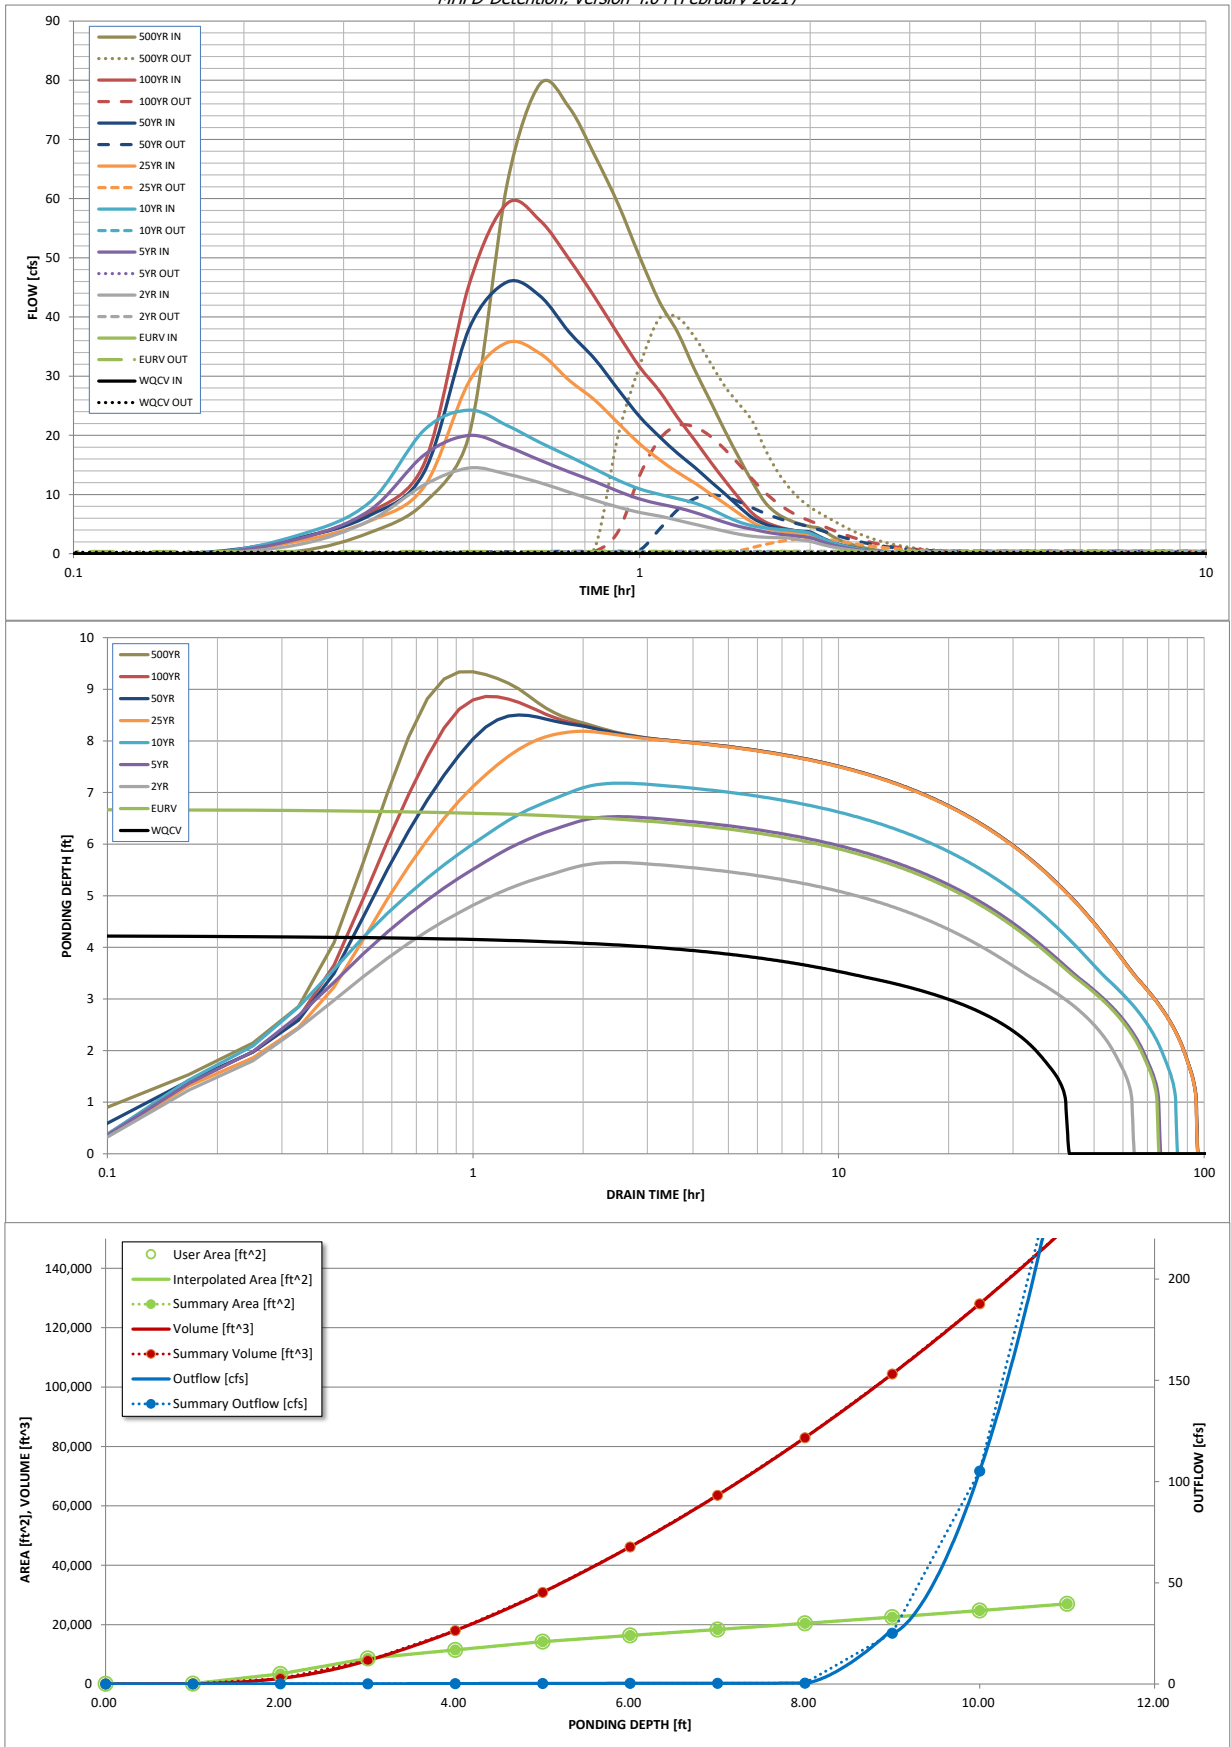 MHFD-Detention, Version 4.04 (February 2021)
90
80
70
60
50
40
30
20
10
0
FLOW [cfs]
0.1
1
10
TIME [hr]
500YR IN
500YR OUT
100YR IN
100YR OUT
50YR IN
50YR OUT
25YR IN
25YR OUT
10YR IN
10YR OUT
5YR IN
5YR OUT
2YR IN
2YR OUT
EURV IN
EURV OUT
WQCV IN
WQCV OUT
10
9
8
7
6
5
4
3
2
1
0
PONDING DEPTH [ft]
0.1
1
10
100
DRAIN TIME [hr]
500YR
100YR
50YR
25YR
10YR
5YR
2YR
EURV
WQCV
User Area [ft^2]
Interpolated Area [ft^2]
Summary Area [ft^2]
Volume [ft^3]
Summary Volume [ft^3]
Outflow [cfs]
Summary Outflow [cfs]
140,000
120,000
100,000
80,000
60,000
40,000
20,000
0
AREA [ft^2], VOLUME [ft^3]
200
150
100
50
0
OUTFLOW [cfs]
0.00
2.00
4.00
6.00
8.00
10.00
12.00
PONDING DEPTH [ft]